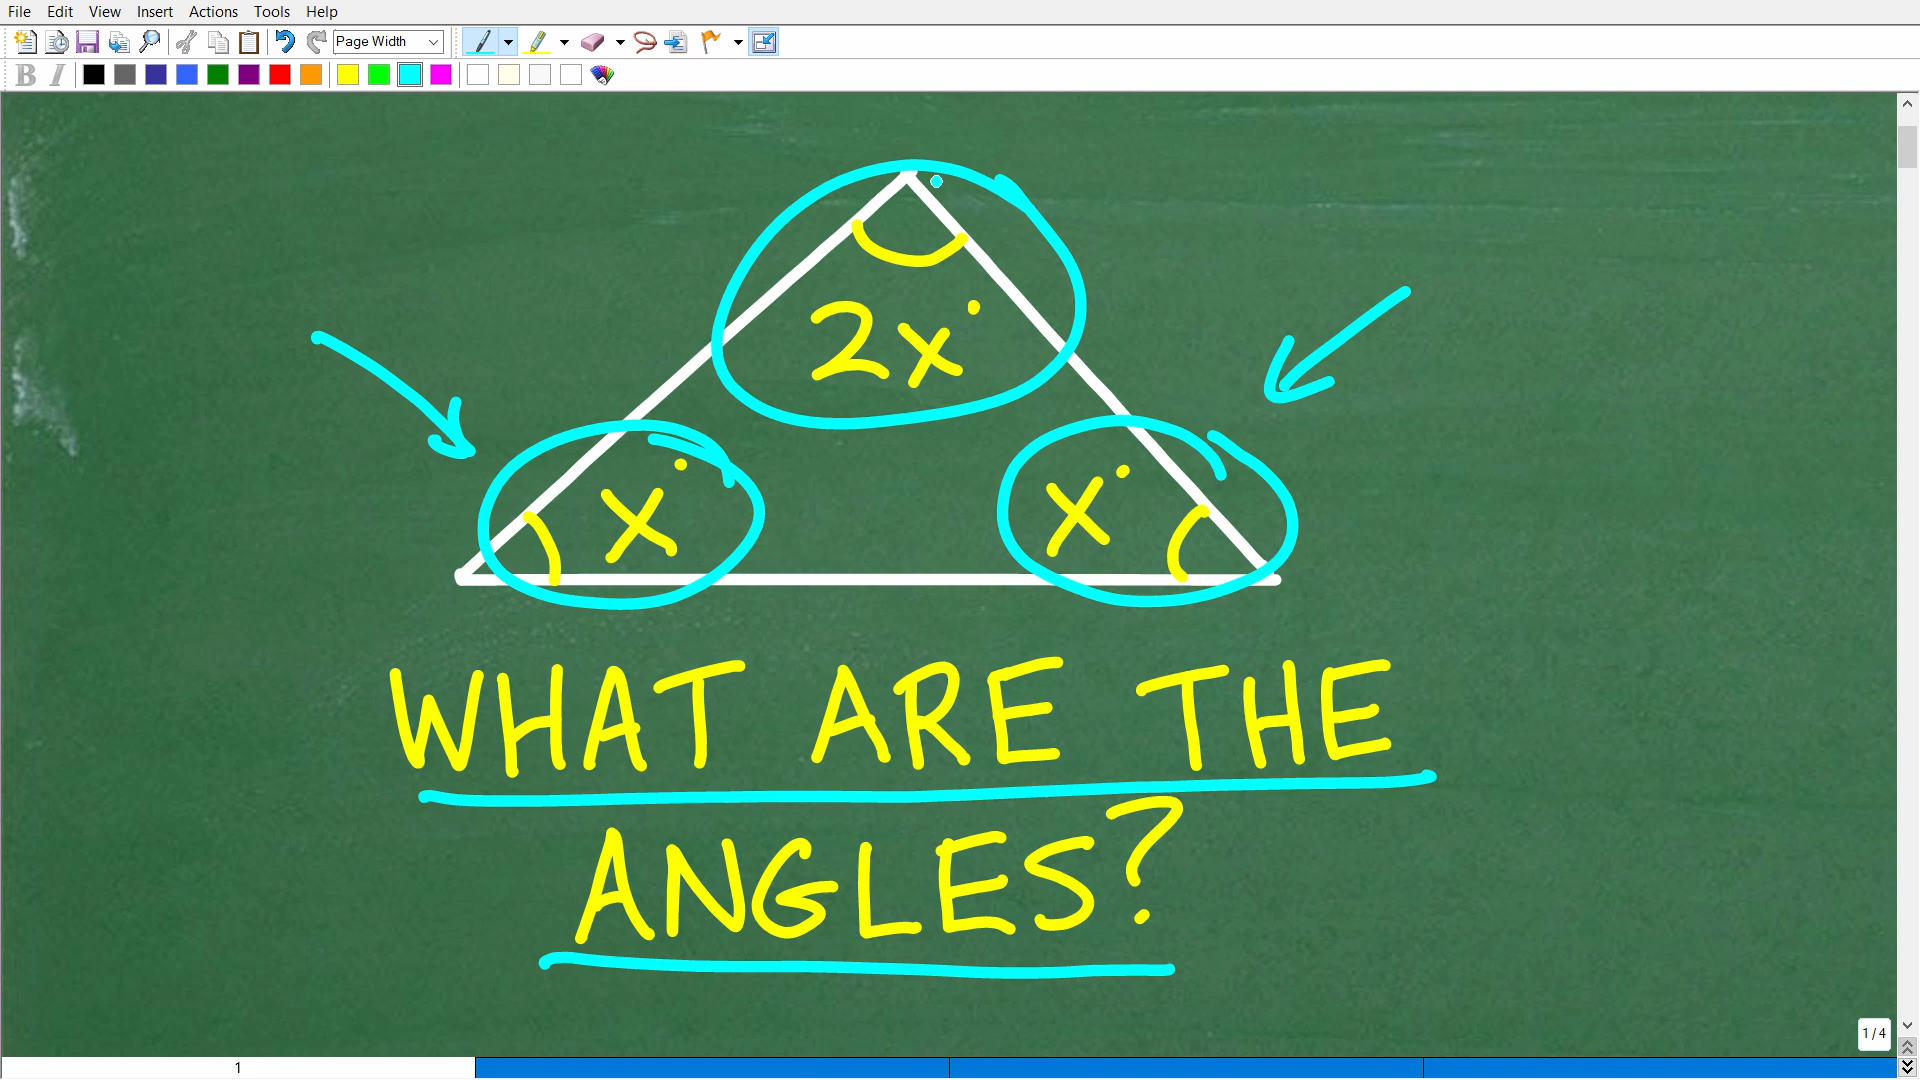 File Edit View Insert Actions Tools Help
Page Width
B I
2x°
x° x°
WHAT ARE THE
ANGLES?
1 / 4
1